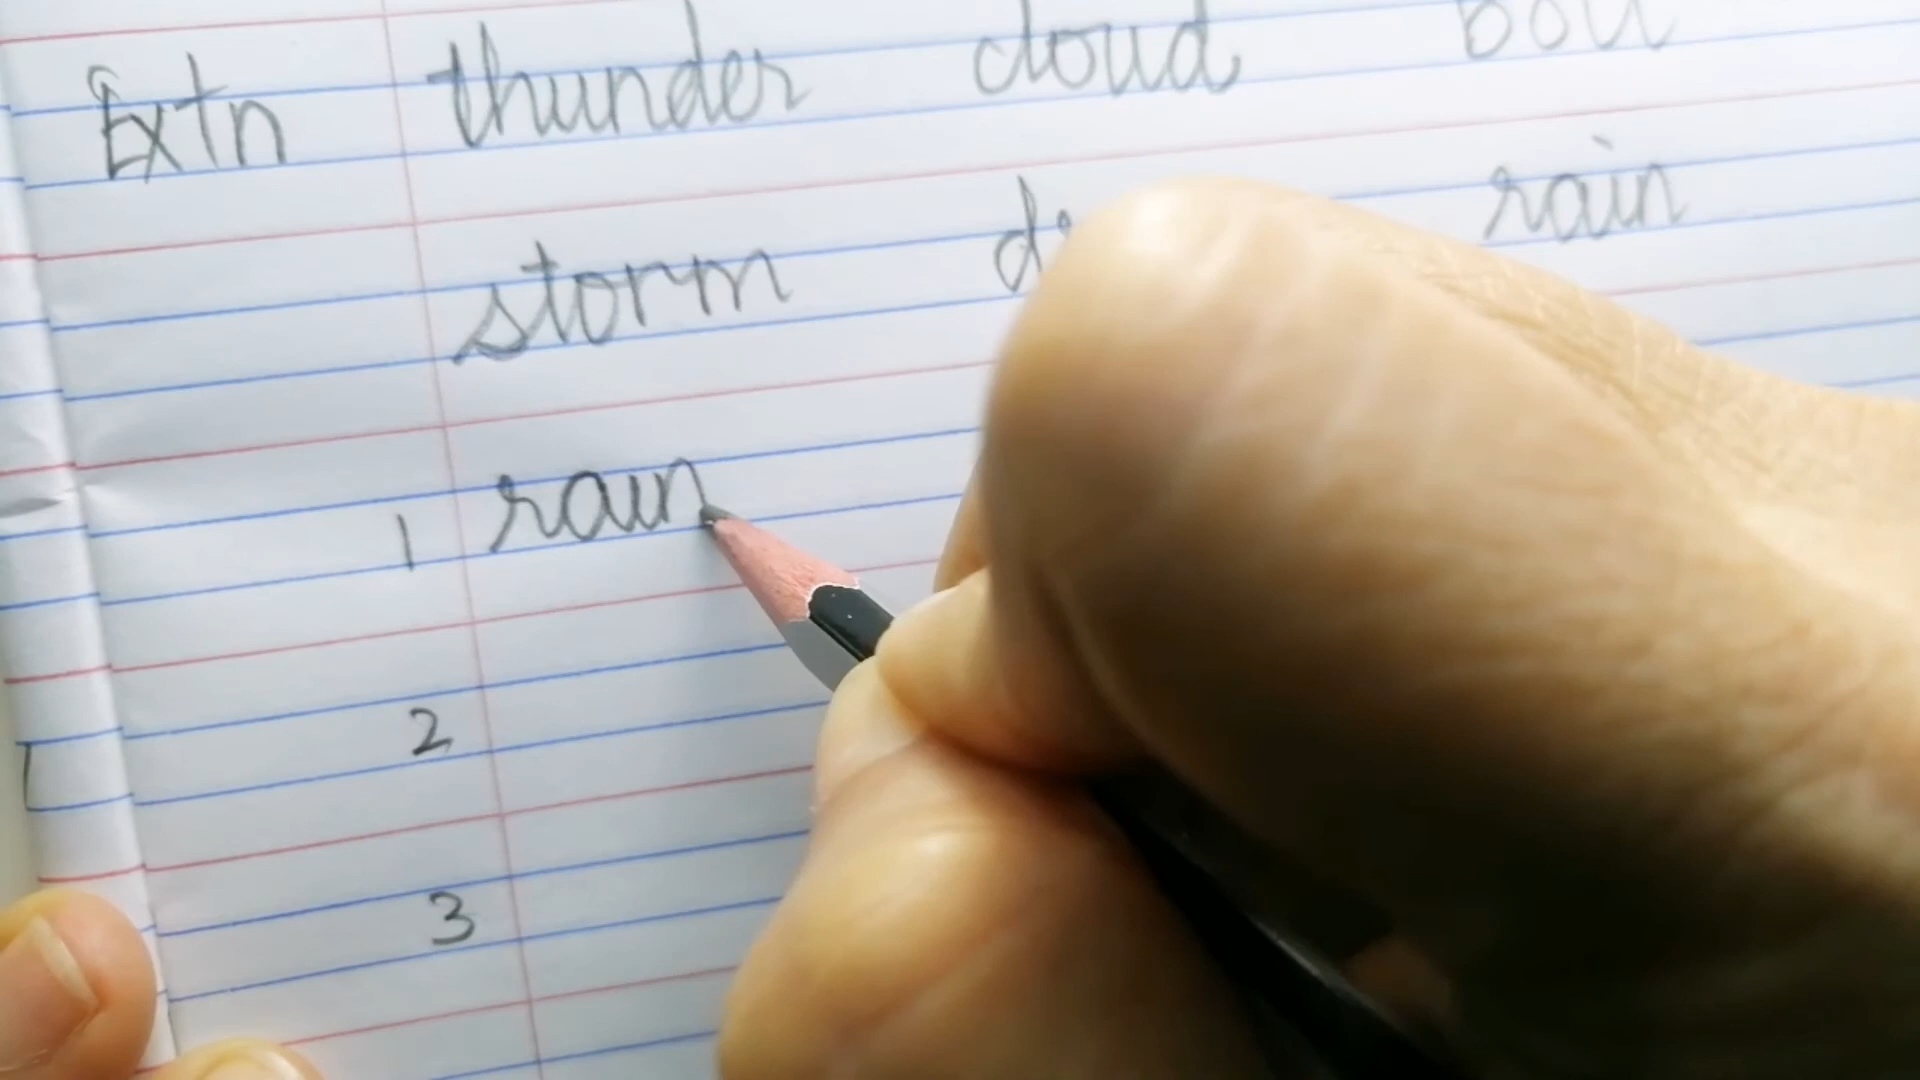 Extn thunder cloud
storm rain
1 rain
2
3